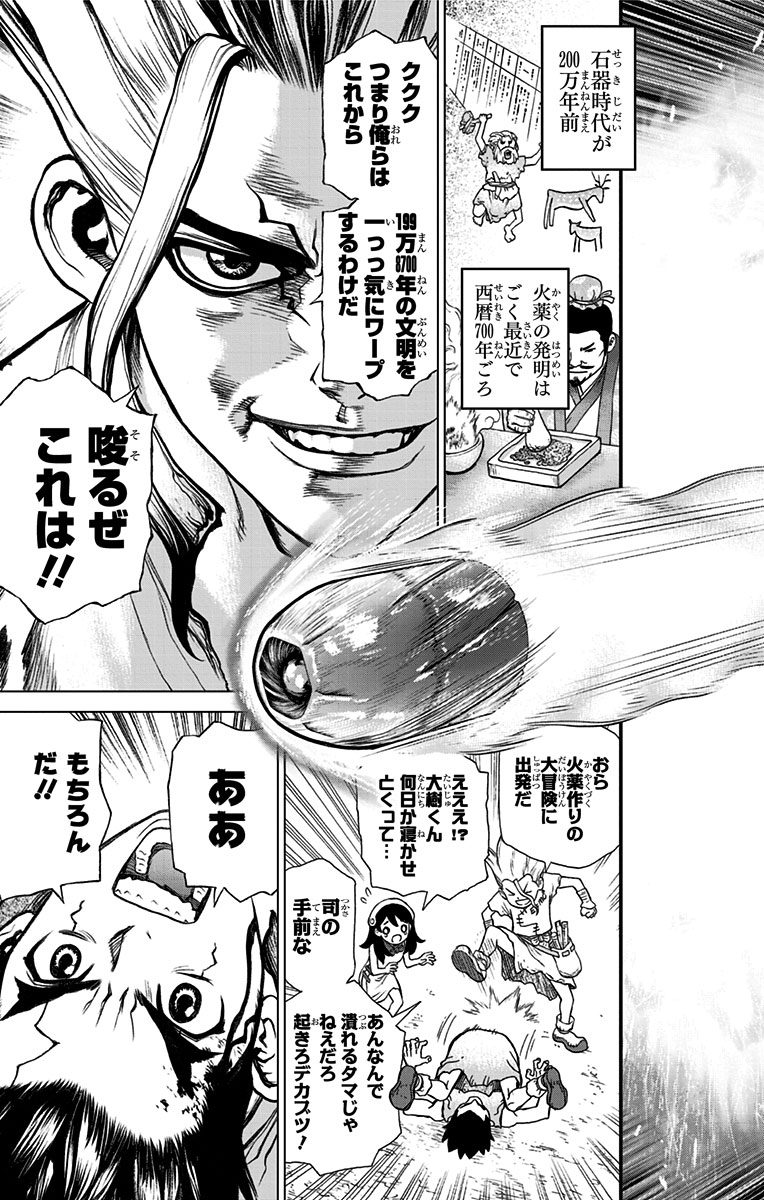 石器時代が
200万年前
火薬の発明は
ごく最近で
西暦700年ごろ
ククク
つまり俺らは
これから
199万8700年の文明を
一っっ気にワープ
するわけだ
唆るぜ
これは!!
おら
火薬作りの
大冒険に
出発だ
えええ!?
大樹くん
何日か寝かせ
とくって…
司の
手前な
あんなんで
潰れるタマじゃ
ねえだろ
起きろデカブツ!
ああ
もちろん
だ!!